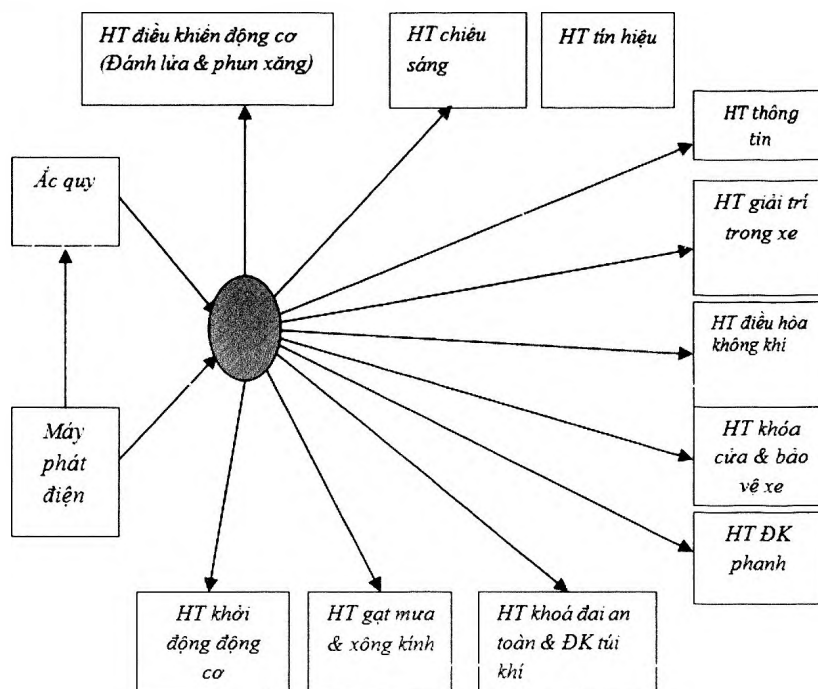 HT điều khiển động cơ
(Đánh lửa & phun xăng)
HT chiếu
sáng
HT tín hiệu
HT thông
tin
Ắc quy
HT giải trí
trong xe
HT điều hòa
không khí
Máy
phát
điện
HT khóa
cửa & bảo
vệ xe
HT ĐK
phanh
HT khởi
động động
cơ
HT gạt mưa
& xông kính
HT khoá đai an
toàn & ĐK túi
khí